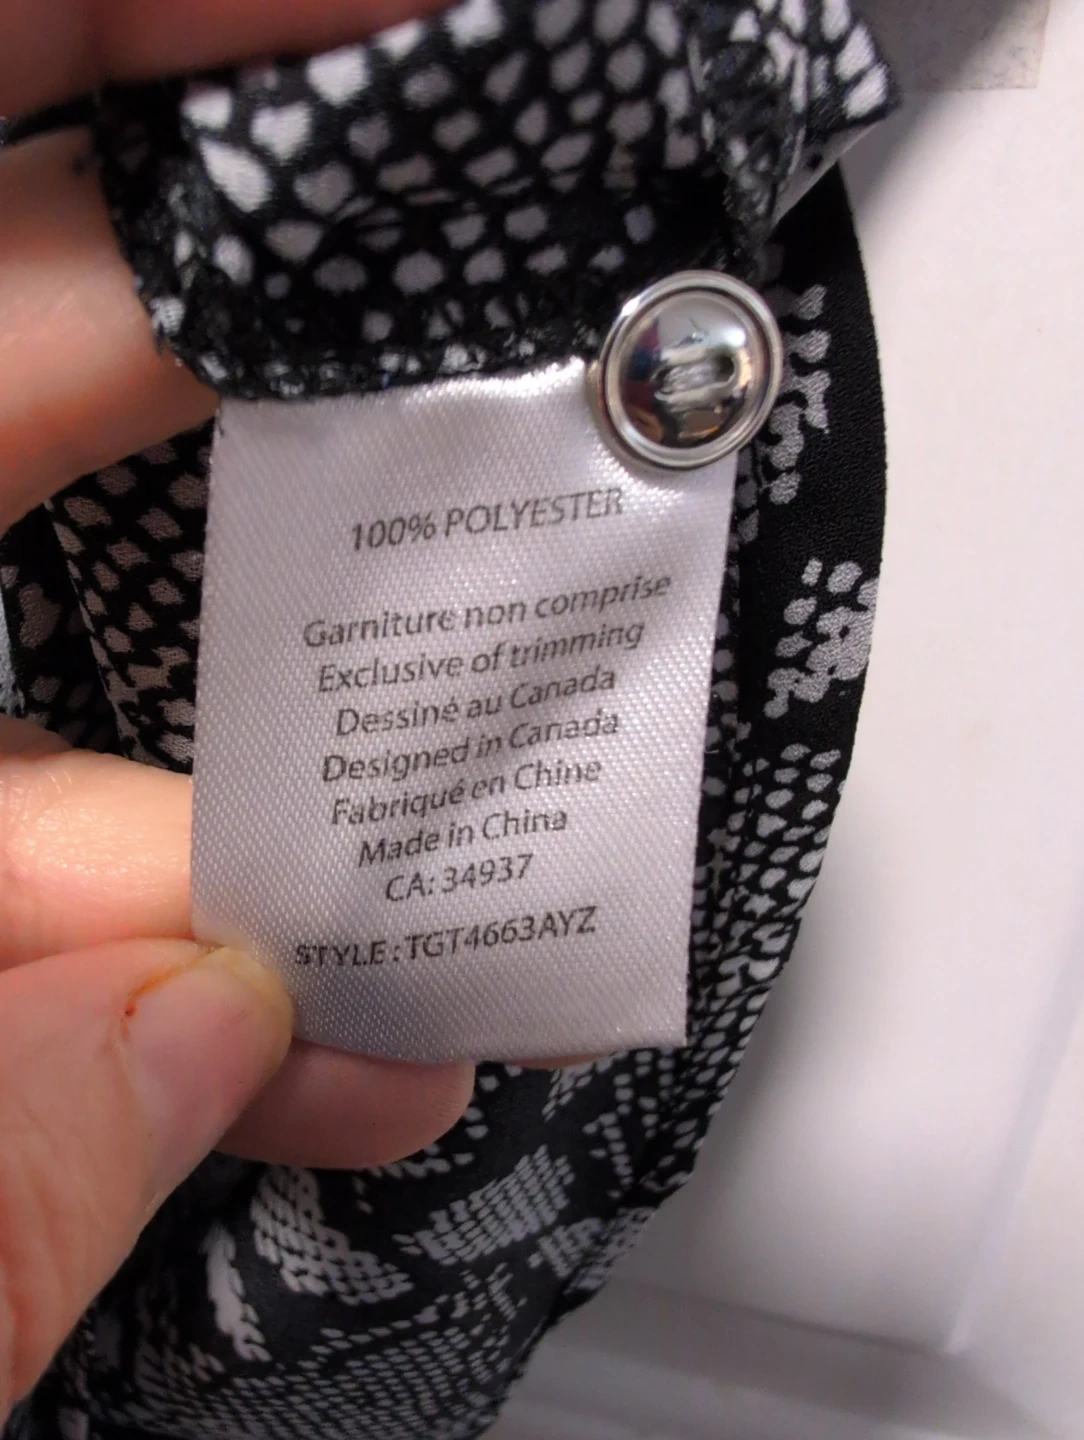 100% POLYESTER
Garniture non comprise
Exclusive of trimming
Dessiné au Canada
Designed in Canada
Fabriqué en Chine
Made in China
CA: 34937
STYLE : TGT4663AYZ